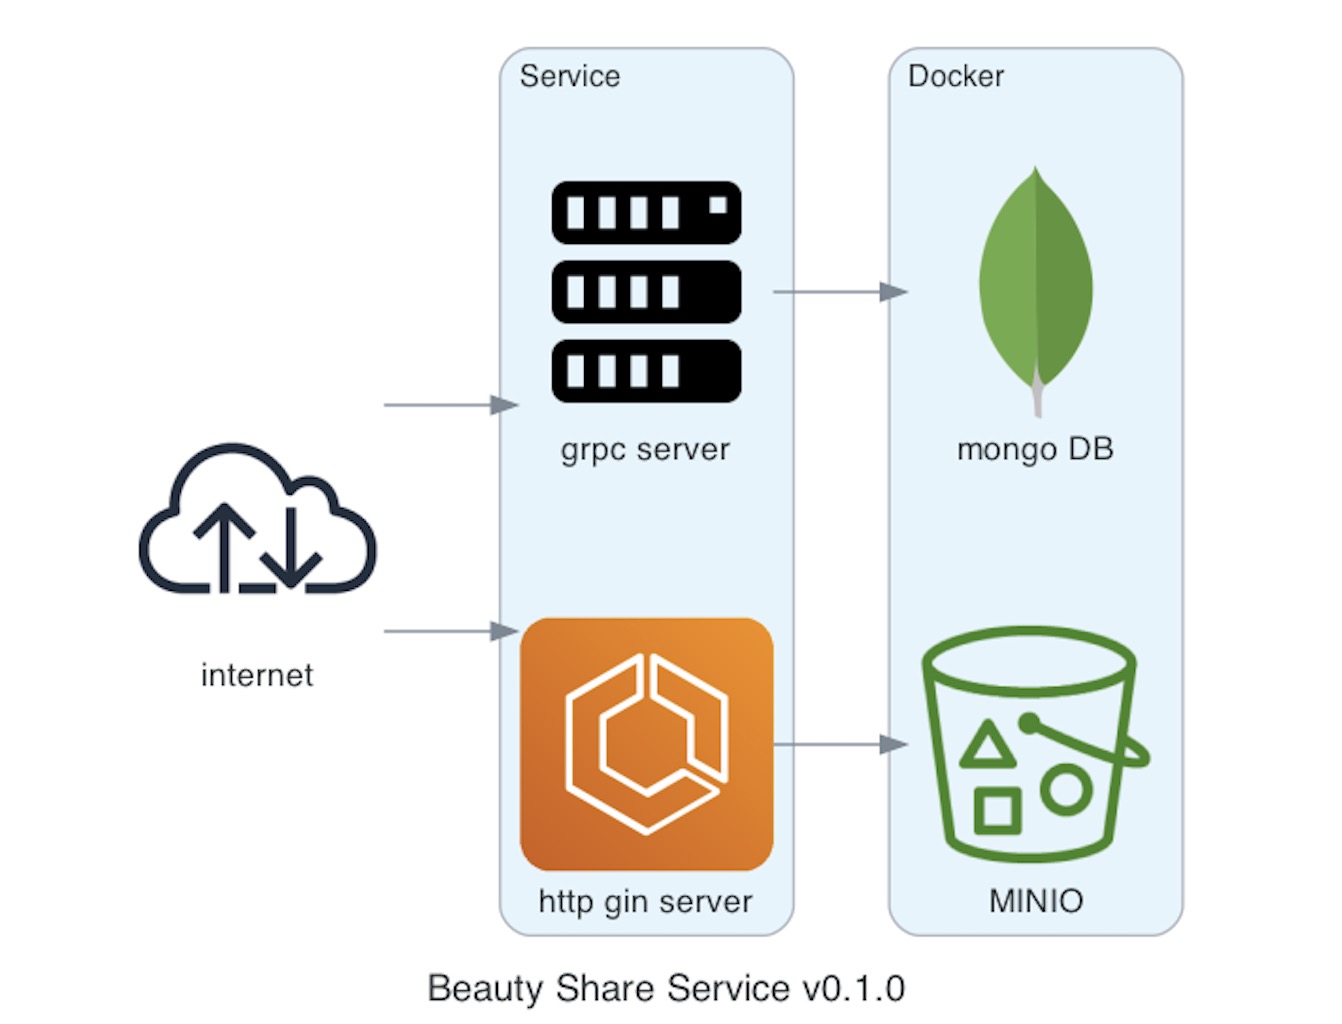 Service
Docker
grpc server
mongo DB
internet
http gin server
MINIO
Beauty Share Service v0.1.0